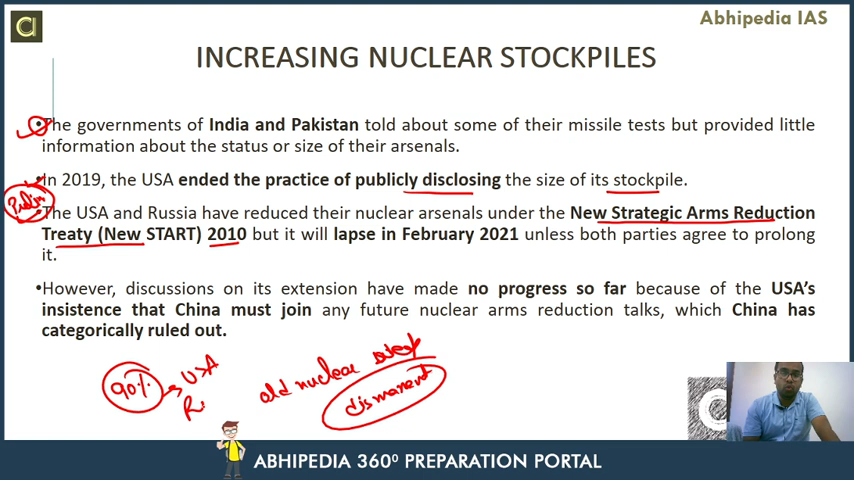 Abhipedia IAS
INCREASING NUCLEAR STOCKPILES
•The governments of India and Pakistan told about some of their missile tests but provided little
information about the status or size of their arsenals.
•In 2019, the USA ended the practice of publicly disclosing the size of its stockpile.
•The USA and Russia have reduced their nuclear arsenals under the New Strategic Arms Reduction
Treaty (New START) 2010 but it will lapse in February 2021 unless both parties agree to prolong
it.
•However, discussions on its extension have made no progress so far because of the USA's
insistence that China must join any future nuclear arms reduction talks, which China has
categorically ruled out.
90%
USA
old nuclear
ABHIPEDIA 360⁰ PREPARATION PORTAL